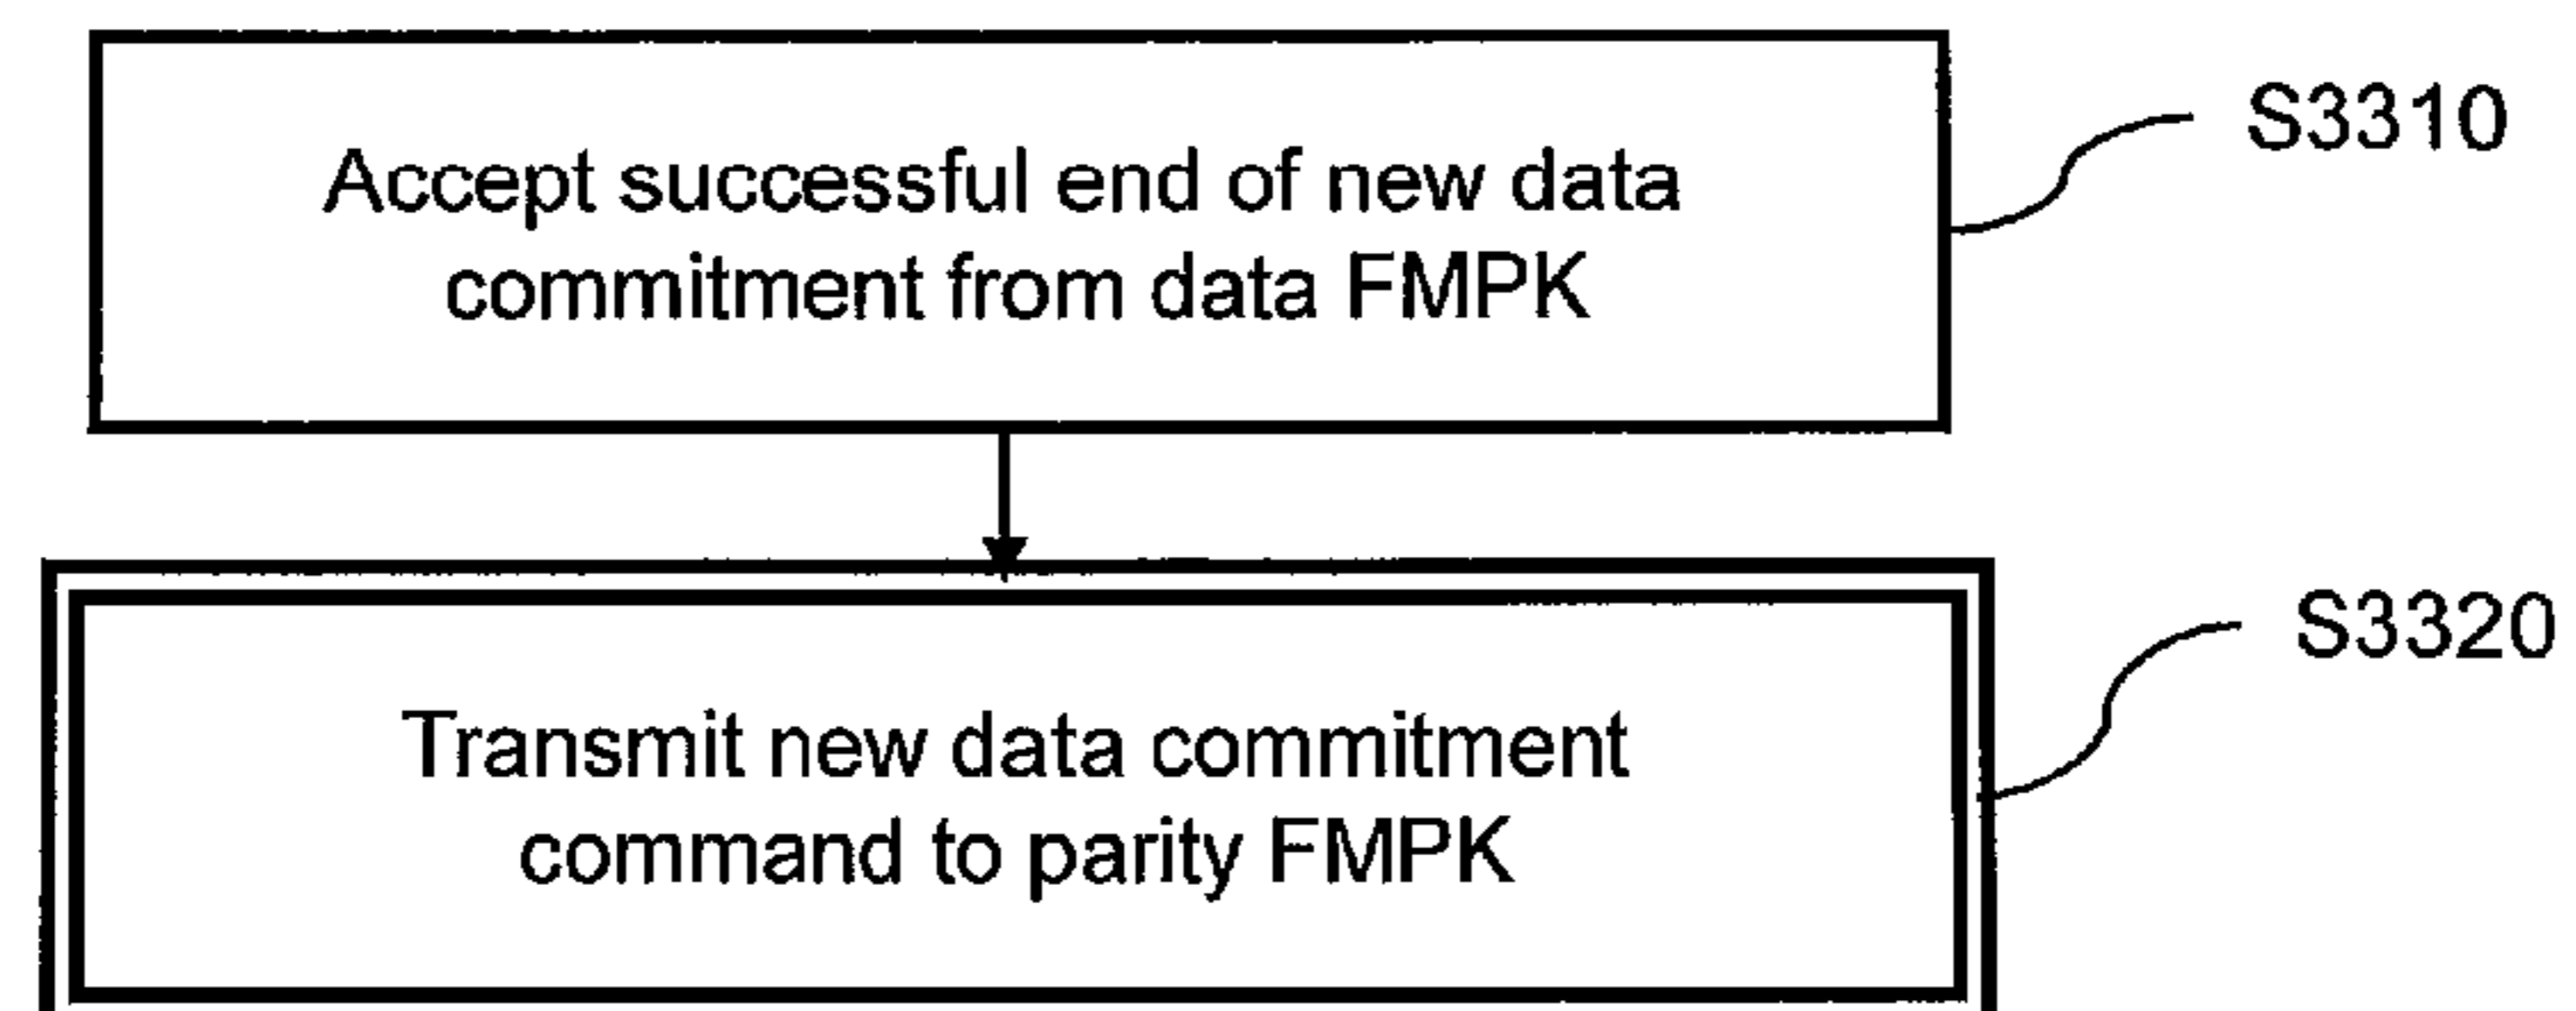 Accept successful end of new data
commitment from data FMPK
S3310
Transmit new data commitment
command to parity FMPK
S3320